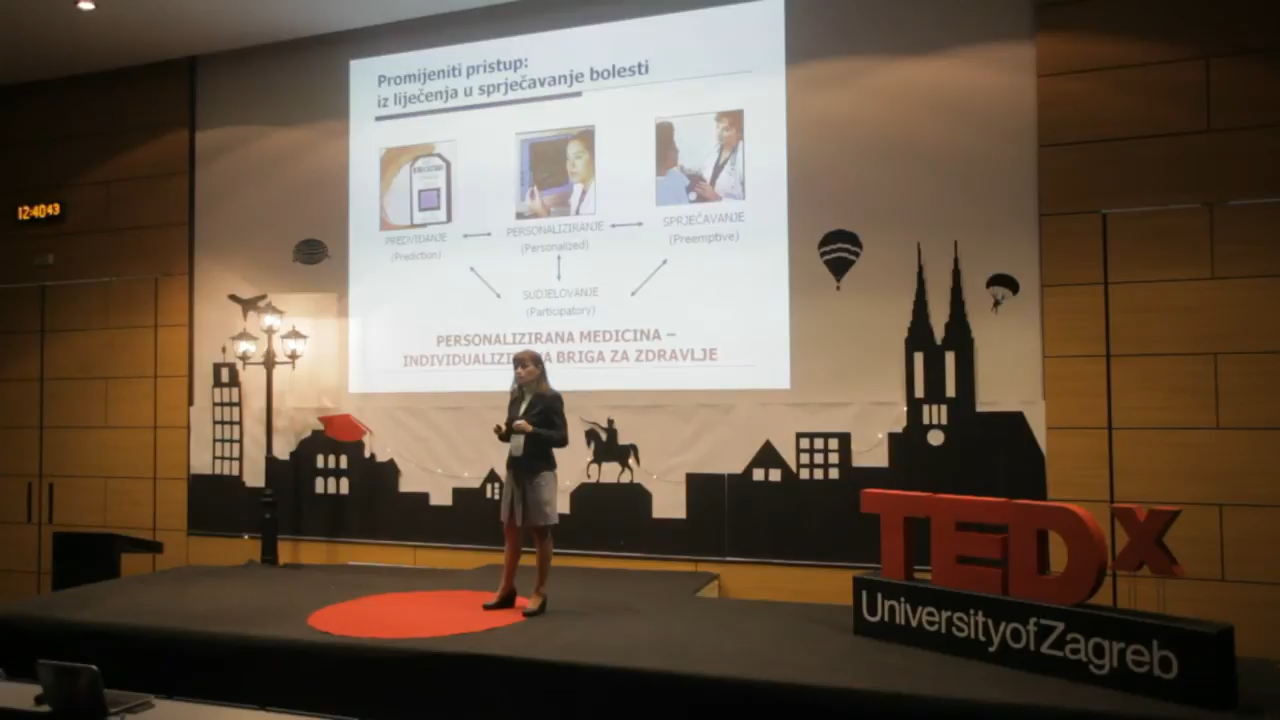 Promijeniti pristup:
iz liječenja u sprječavanje bolesti
PREDVIĐANJE
(Prediction)
PERSONALIZIRANJE
(Personalized)
SPRJEČAVANJE
(Preemptive)
SUDJELOVANJE
(Participatory)
PERSONALIZIRANA MEDICINA –
BRIGA ZA ZDRAVLJE
12:40:43
TEDx
UniversityofZagreb